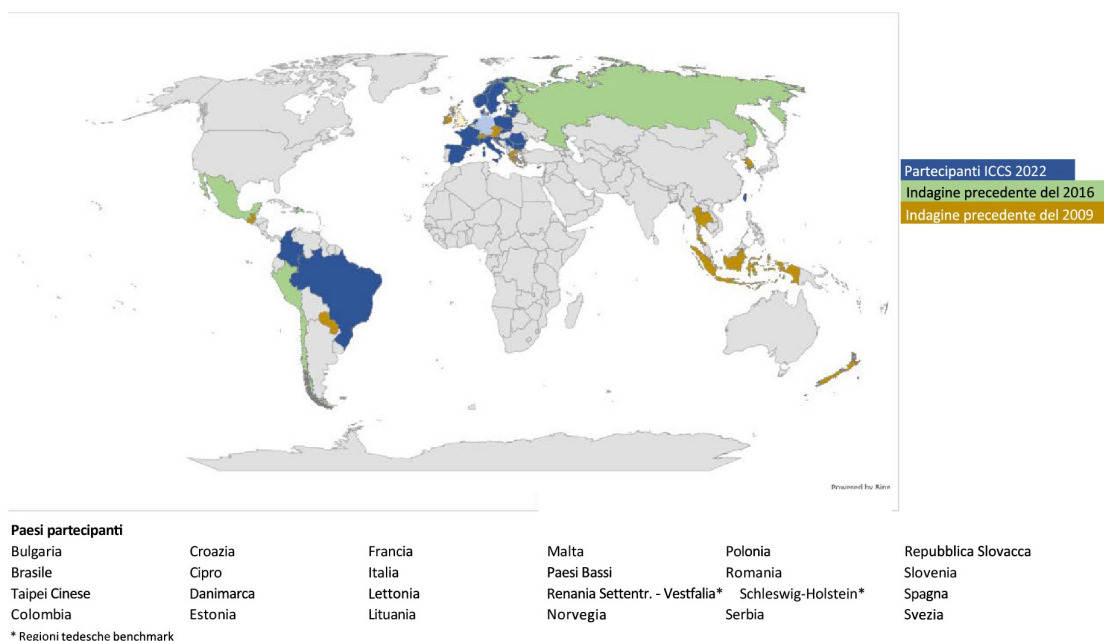 Partecipanti ICCS 2022
Indagine precedente del 2016
Indagine precedente del 2009
Powered by Bing
Paesi partecipanti
Bulgaria Croazia Francia Malta Polonia Repubblica Slovacca
Brasile Cipro Italia Paesi Bassi Romania Slovenia
Taipei Cinese Danimarca Lettonia Renania Settentr. - Vestfalia* Schleswig-Holstein* Spagna
Colombia Estonia Lituania Norvegia Serbia Svezia
* Regioni tedesche benchmark